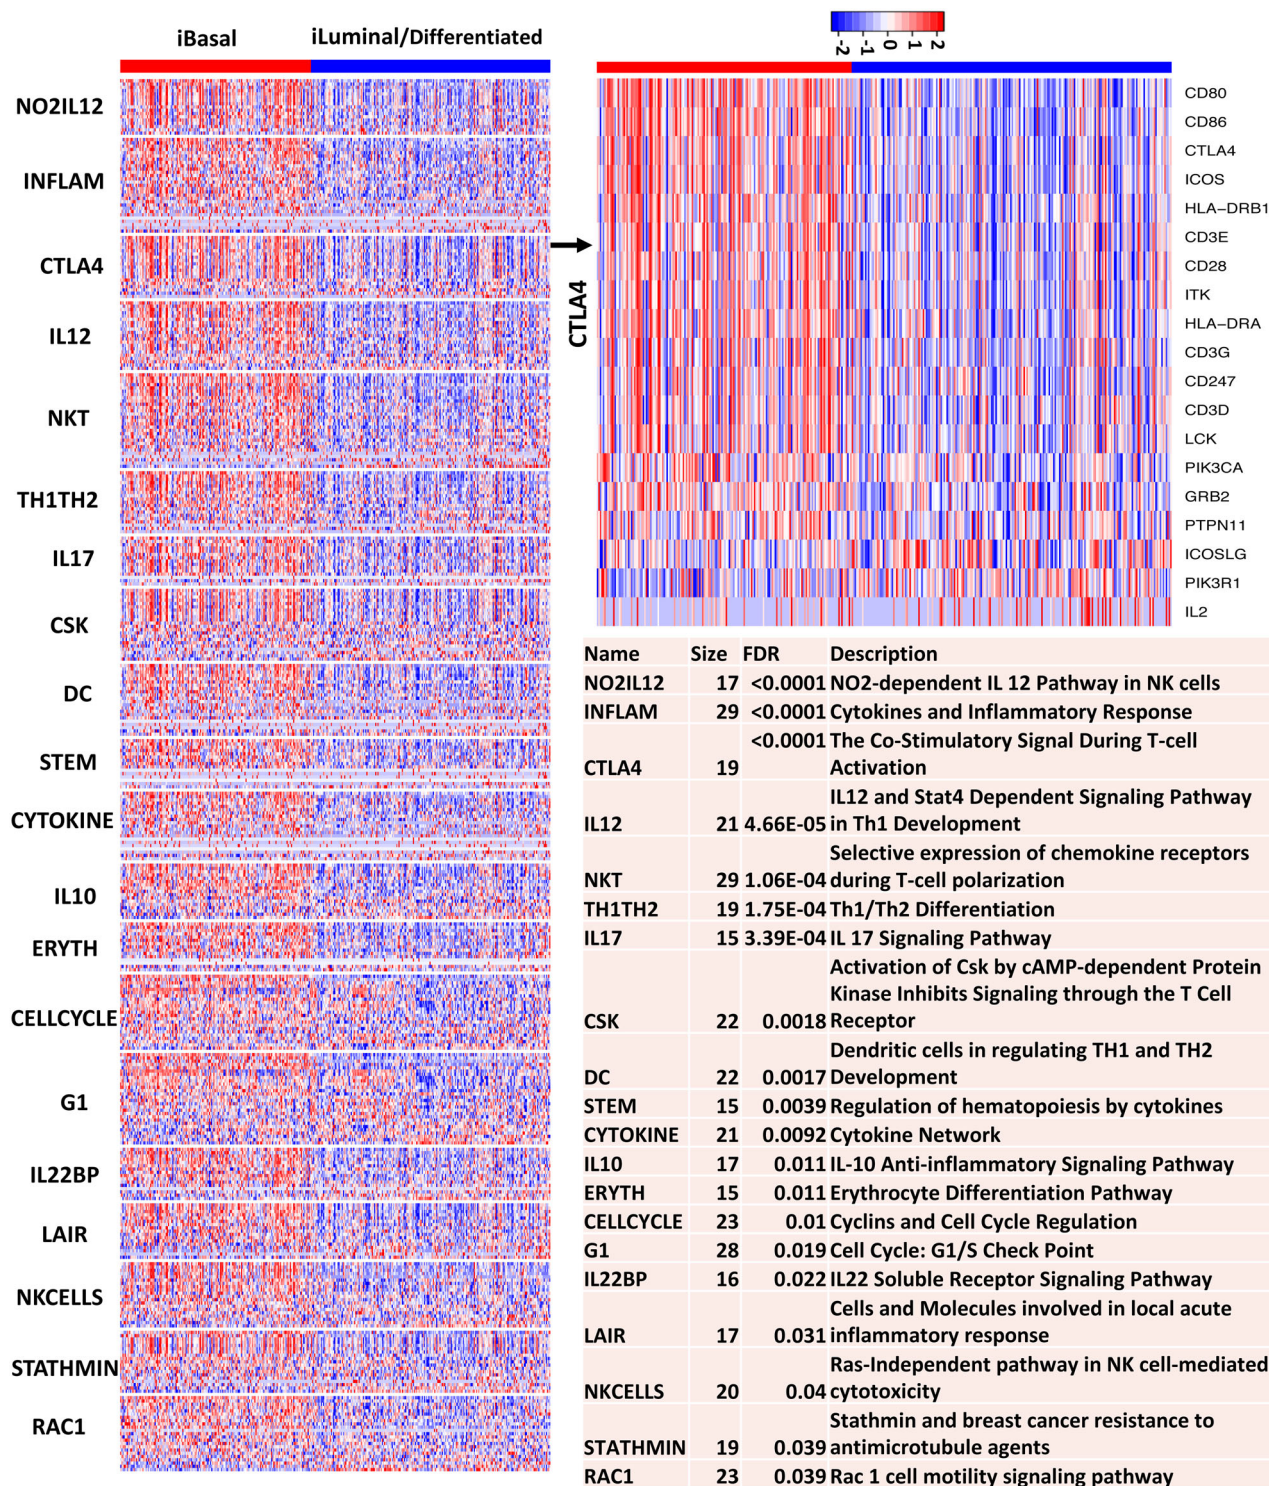 iBasal
iLuminal/Differentiated
NO2IL12
INFLAM
CTLA4
IL12
NKT
TH1TH2
IL17
CSK
DC
STEM
CYTOKINE
IL10
ERYTH
CELLCYCLE
G1
IL22BP
LAIR
NKCELLS
STATHMIN
RAC1
-2 -1 0 1 2
CTLA4
CD80
CD86
CTLA4
ICOS
HLA-DRB1
CD3E
CD28
ITK
HLA-DRA
CD3G
CD247
CD3D
LCK
PIK3CA
GRB2
PTPN11
ICOSLG
PIK3R1
IL2
Name Size FDR Description
NO2IL12 17 <0.0001 NO2-dependent IL 12 Pathway in NK cells
INFLAM 29 <0.0001 Cytokines and Inflammatory Response
<0.0001 The Co-Stimulatory Signal During T-cell
CTLA4 19 Activation
IL12 and Stat4 Dependent Signaling Pathway
IL12 21 4.66E-05 in Th1 Development
Selective expression of chemokine receptors
NKT 29 1.06E-04 during T-cell polarization
TH1TH2 19 1.75E-04 Th1/Th2 Differentiation
IL17 15 3.39E-04 IL 17 Signaling Pathway
Activation of Csk by cAMP-dependent Protein
Kinase Inhibits Signaling through the T Cell
CSK 22 0.0018 Receptor
Dendritic cells in regulating TH1 and TH2
DC 22 0.0017 Development
STEM 15 0.0039 Regulation of hematopoiesis by cytokines
CYTOKINE 21 0.0092 Cytokine Network
IL10 17 0.011 IL-10 Anti-inflammatory Signaling Pathway
ERYTH 15 0.011 Erythrocyte Differentiation Pathway
CELLCYCLE 23 0.01 Cyclins and Cell Cycle Regulation
G1 28 0.019 Cell Cycle: G1/S Check Point
IL22BP 16 0.022 IL22 Soluble Receptor Signaling Pathway
Cells and Molecules involved in local acute
LAIR 17 0.031 inflammatory response
Ras-Independent pathway in NK cell-mediated
NKCELLS 20 0.04 cytotoxicity
Stathmin and breast cancer resistance to
STATHMIN 19 0.039 antimicrotubule agents
RAC1 23 0.039 Rac 1 cell motility signaling pathway